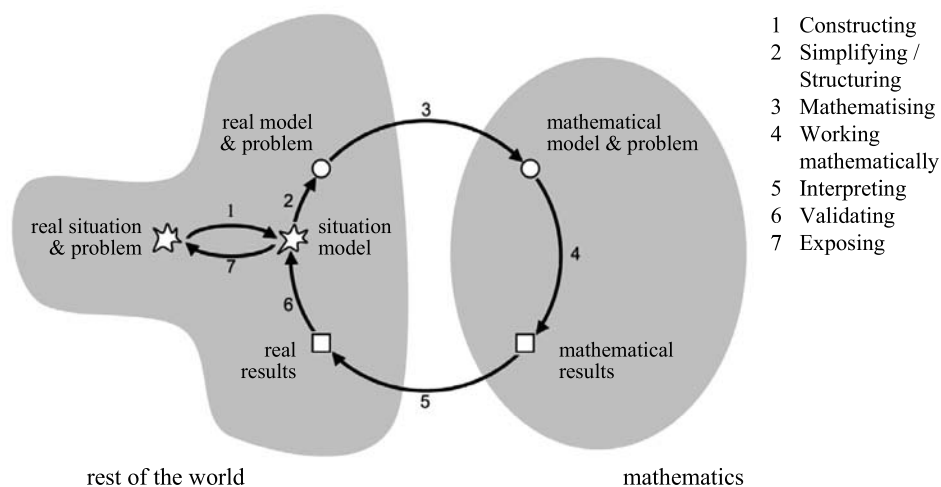 real model
& problem
3
mathematical
model & problem
real situation
& problem
1
2
situation
model
7
4
6
real
results
mathematical
results
5
rest of the world
mathematics
1 Constructing
2 Simplifying /
Structuring
3 Mathematising
4 Working
mathematically
5 Interpreting
6 Validating
7 Exposing